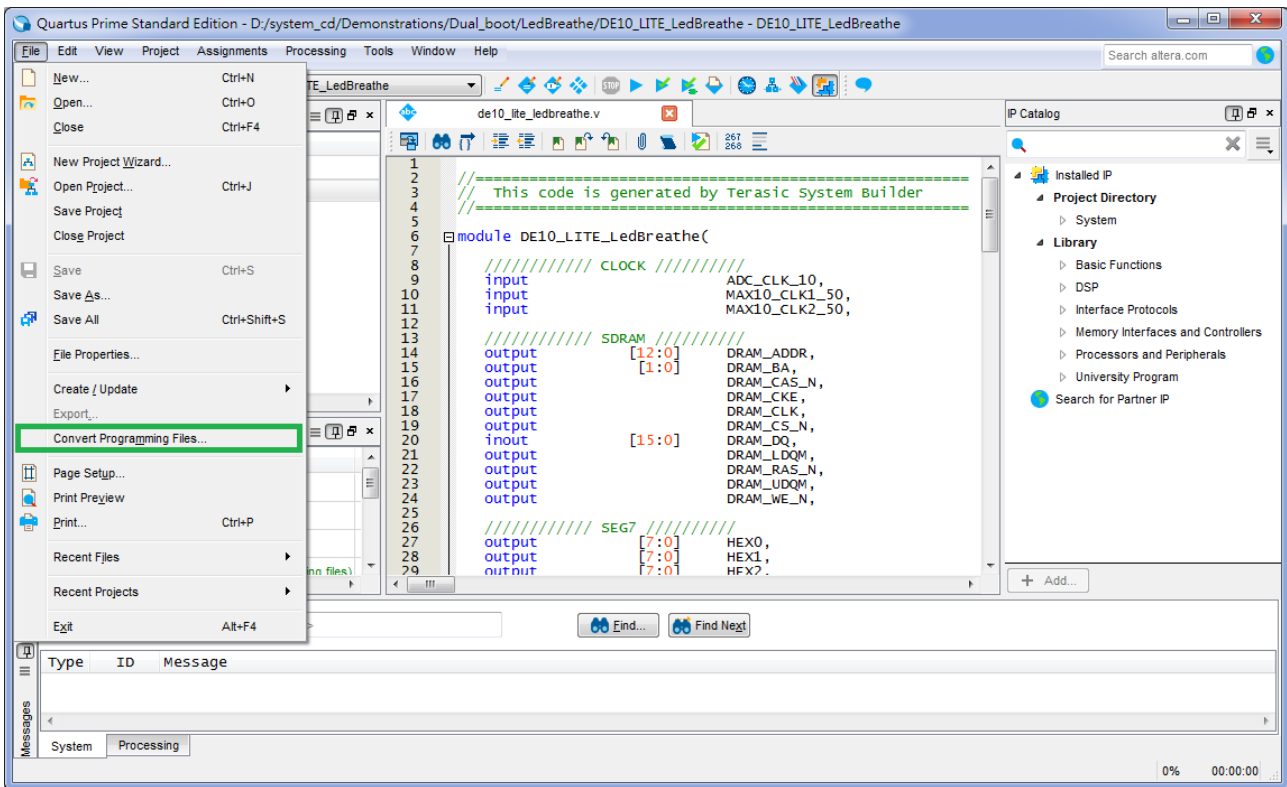 Quartus Prime Standard Edition - D:/system_cd/Demonstrations/Dual_boot/LedBreathe/DE10_LITE_LedBreathe - DE10_LITE_LedBreathe
File Edit View Project Assignments Processing Tools Window Help
Search altera.com
New... Ctrl+N
Open... Ctrl+O
Close Ctrl+F4
New Project Wizard...
Open Project... Ctrl+J
Save Project
Close Project
Save Ctrl+S
Save As...
Save All Ctrl+Shift+S
File Properties...
Create / Update
Export...
Convert Programming Files...
Page Setup...
Print Preview
Print... Ctrl+P
Recent Files
Recent Projects
Exit Alt+F4
TE_LedBreathe
STOP
abc
de10_lite_ledbreathe.v
267
268
1
2 //=======================================================
3 // This code is generated by Terasic System Builder
4 //=======================================================
5
6 module DE10_LITE_LedBreathe(
7
8 //////////// CLOCK //////////
9 input ADC_CLK_10,
10 input MAX10_CLK1_50,
11 input MAX10_CLK2_50,
12
13 //////////// SDRAM //////////
14 output [12:0] DRAM_ADDR,
15 output [1:0] DRAM_BA,
16 output DRAM_CAS_N,
17 output DRAM_CKE,
18 output DRAM_CLK,
19 output DRAM_CS_N,
20 inout [15:0] DRAM_DQ,
21 output DRAM_LDQM,
22 output DRAM_RAS_N,
23 output DRAM_UDQM,
24 output DRAM_WE_N,
25
26 //////////// SEG7 //////////
27 output [7:0] HEX0,
28 output [7:0] HEX1,
29 output [7:0] HEX2,
ing files)
IP Catalog
Installed IP
Project Directory
System
Library
Basic Functions
DSP
Interface Protocols
Memory Interfaces and Controllers
Processors and Peripherals
University Program
Search for Partner IP
+ Add...
Find... Find Next
Type ID Message
Messages
System Processing
0% 00:00:00